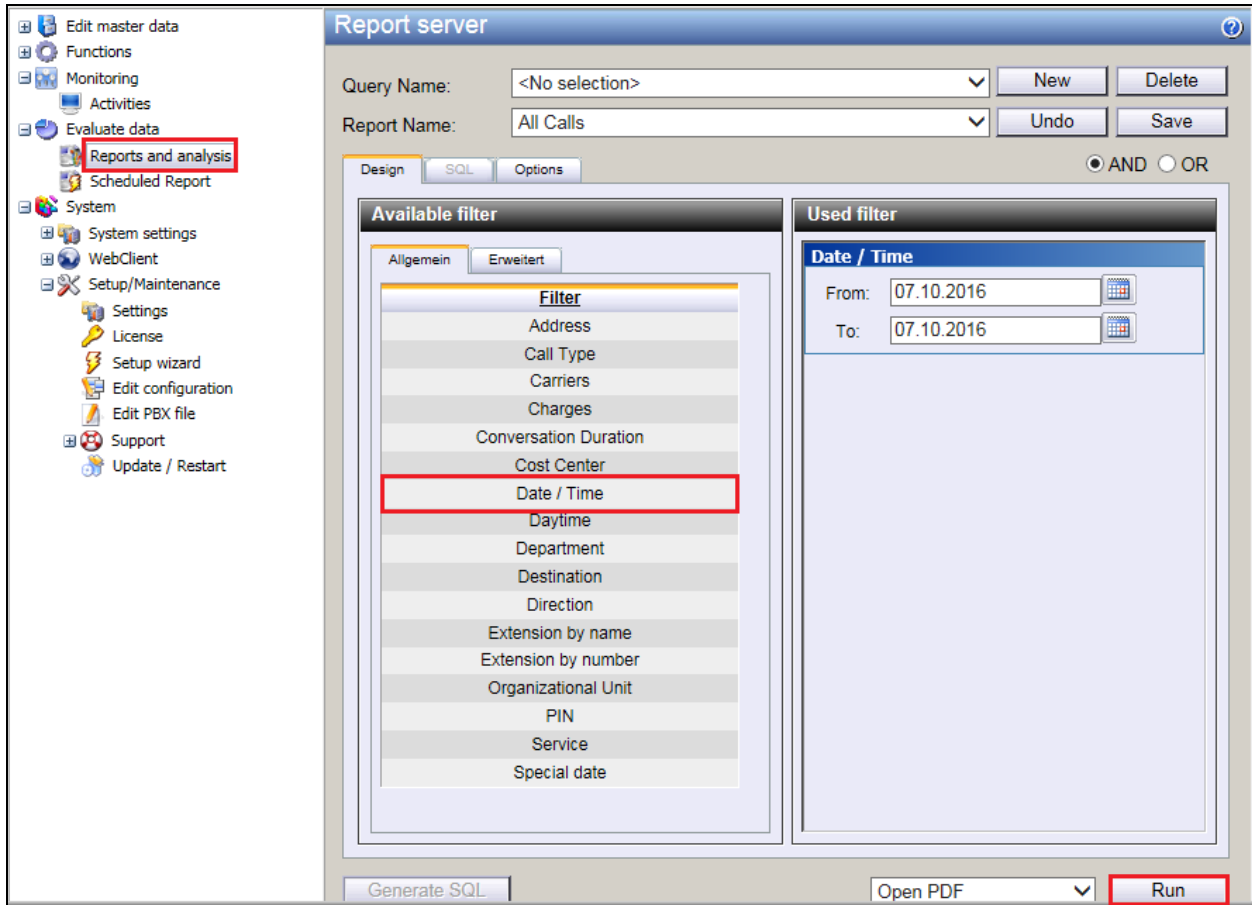 Edit master data
Functions
Monitoring
Activities
Evaluate data
Reports and analysis
Scheduled Report
System
System settings
WebClient
Setup/Maintenance
Settings
License
Setup wizard
Edit configuration
Edit PBX file
Support
Update / Restart
Report server
Query Name: <No selection> New Delete
Report Name: All Calls Undo Save
Design SQL Options AND OR
Available filter
Allgemein Erweitert
Filter
Address
Call Type
Carriers
Charges
Conversation Duration
Cost Center
Date / Time
Daytime
Department
Destination
Direction
Extension by name
Extension by number
Organizational Unit
PIN
Service
Special date
Used filter
Date / Time
From: 07.10.2016
To: 07.10.2016
Generate SQL Open PDF Run